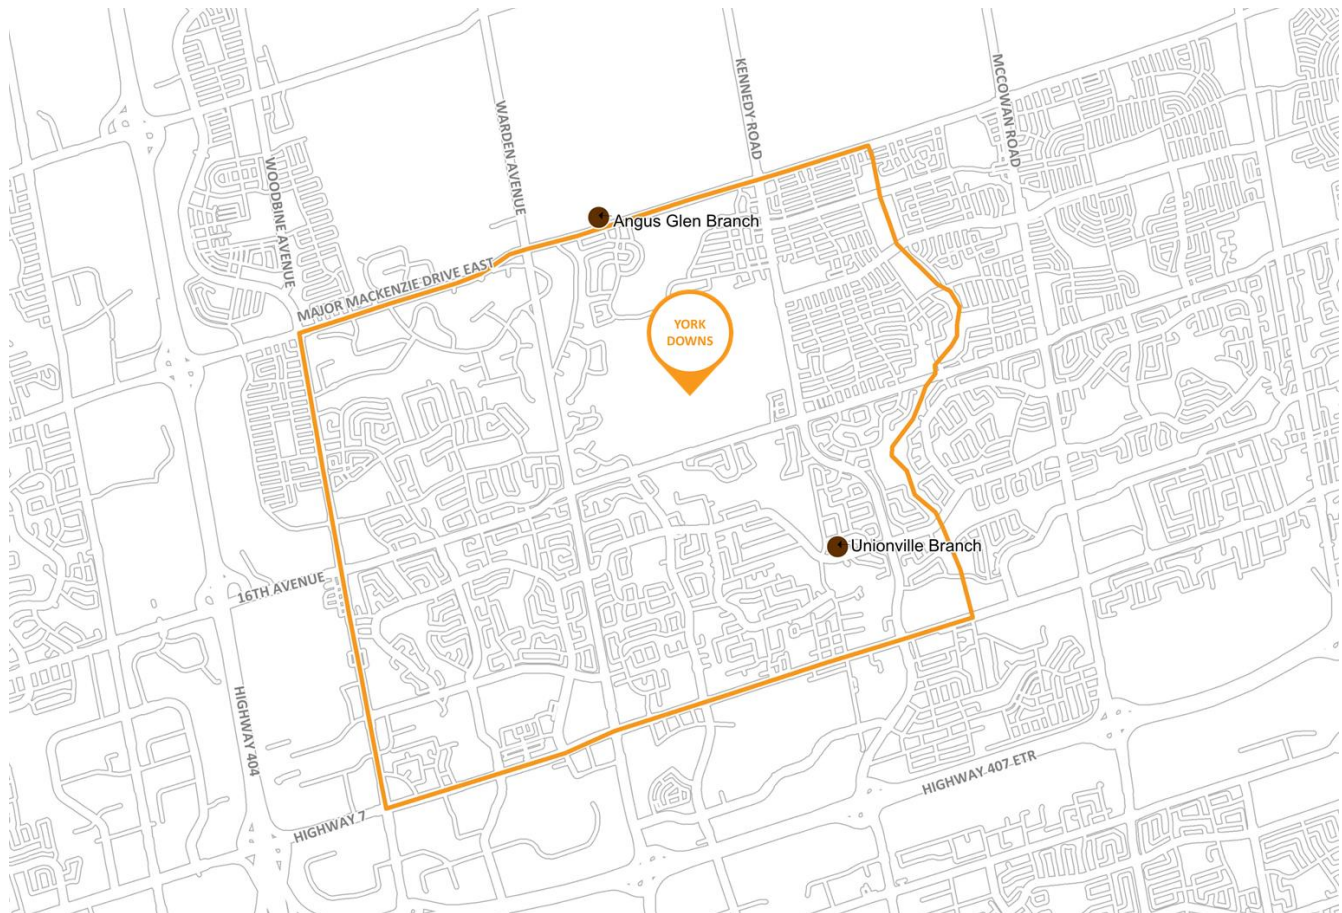 KENNEDY ROAD
MCCOWAN ROAD
WARDEN AVENUE
WOODBINE AVENUE
Angus Glen Branch
MAJOR MACKENZIE DRIVE EAST
YORK
DOWNS
Unionville Branch
16TH AVENUE
HIGHWAY 404
HIGHWAY 407 ETR
HIGHWAY 7